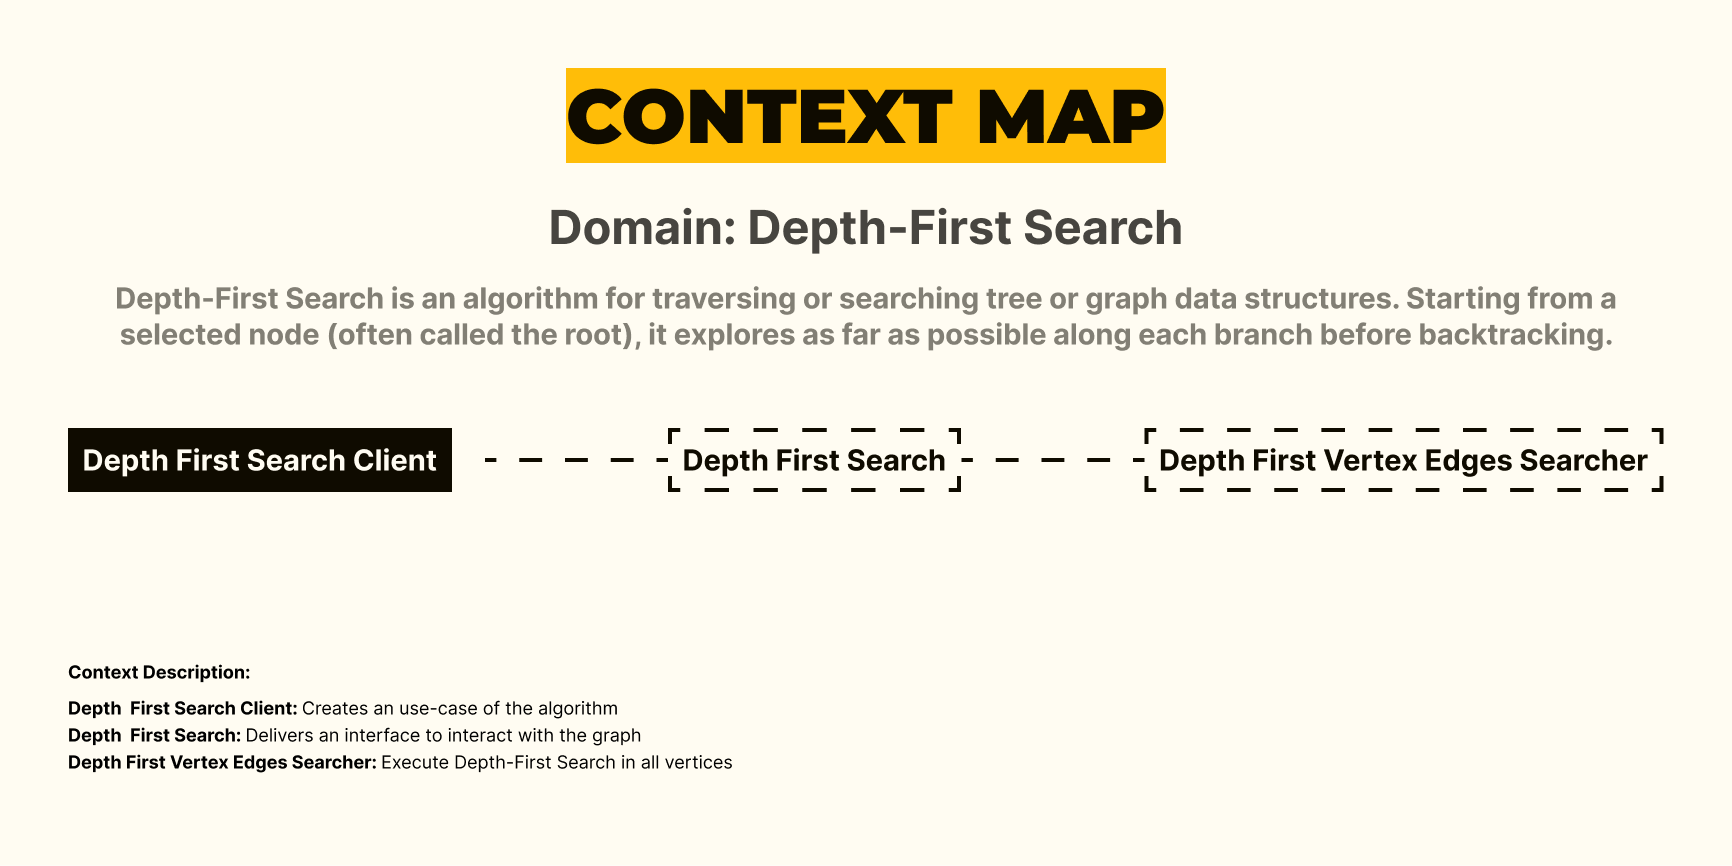 CONTEXT MAP
Domain: Depth-First Search
Depth-First Search is an algorithm for traversing or searching tree or graph data structures. Starting from a
selected node (often called the root), it explores as far as possible along each branch before backtracking.
Depth First Search Client
Depth First Search
Depth First Vertex Edges Searcher
Context Description:
Depth  First Search Client: Creates an use-case of the algorithm
Depth  First Search: Delivers an interface to interact with the graph
Depth First Vertex Edges Searcher: Execute Depth-First Search in all vertices